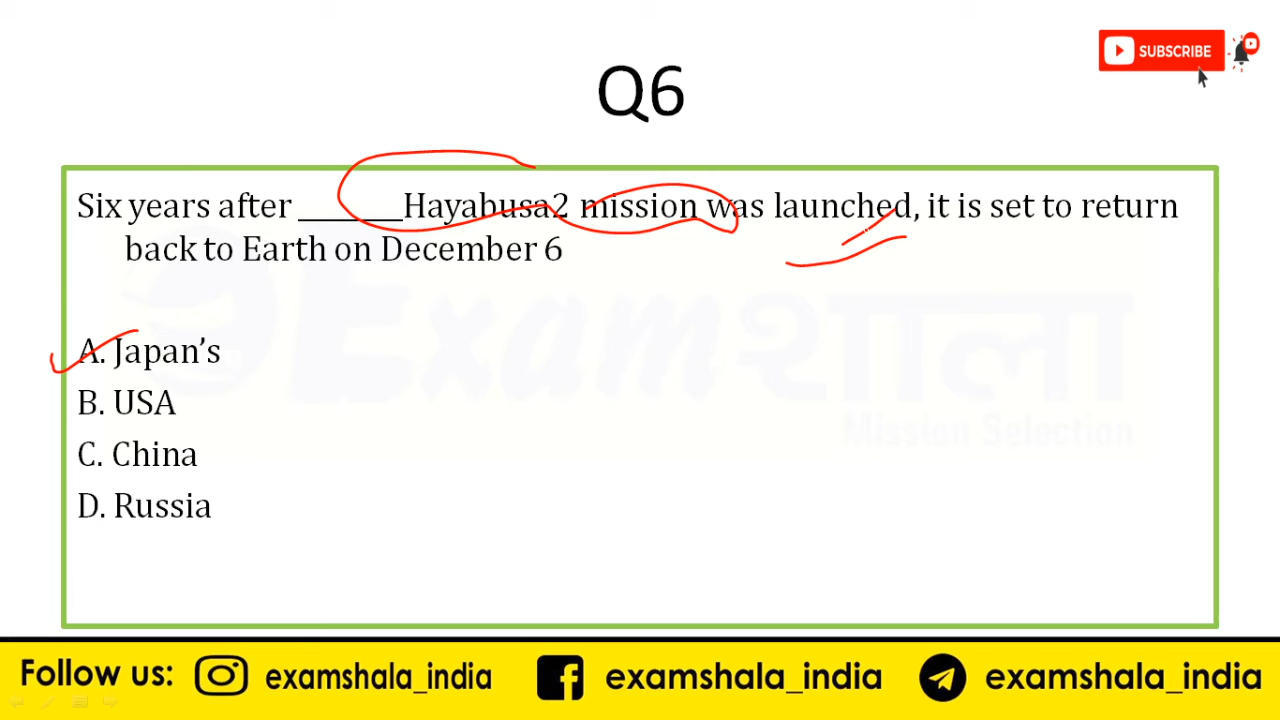 SUBSCRIBE
Q6
Six years after ________Hayabusa2 mission was launched, it is set to return
back to Earth on December 6
Examशाला
Mission Selection
A. Japan's
B. USA
C. China
D. Russia
Follow us: examshala_india examshala_india examshala_india